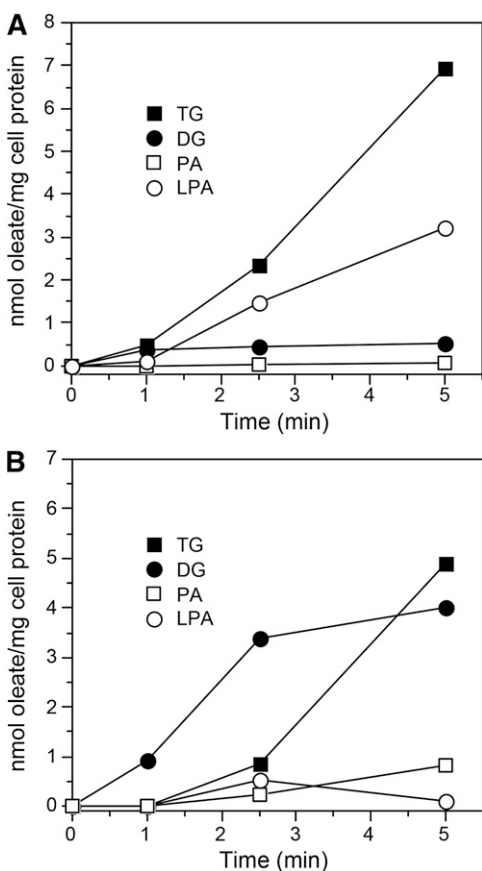 A
8
7
6
5
4
3
2
1
0
nmol oleate/mg cell protein
TG
DG
PA
LPA
0 1 2 3 4 5
Time (min)
B
7
6
5
4
3
2
1
0
nmol oleate/mg cell protein
TG
DG
PA
LPA
0 1 2 3 4 5
Time (min)